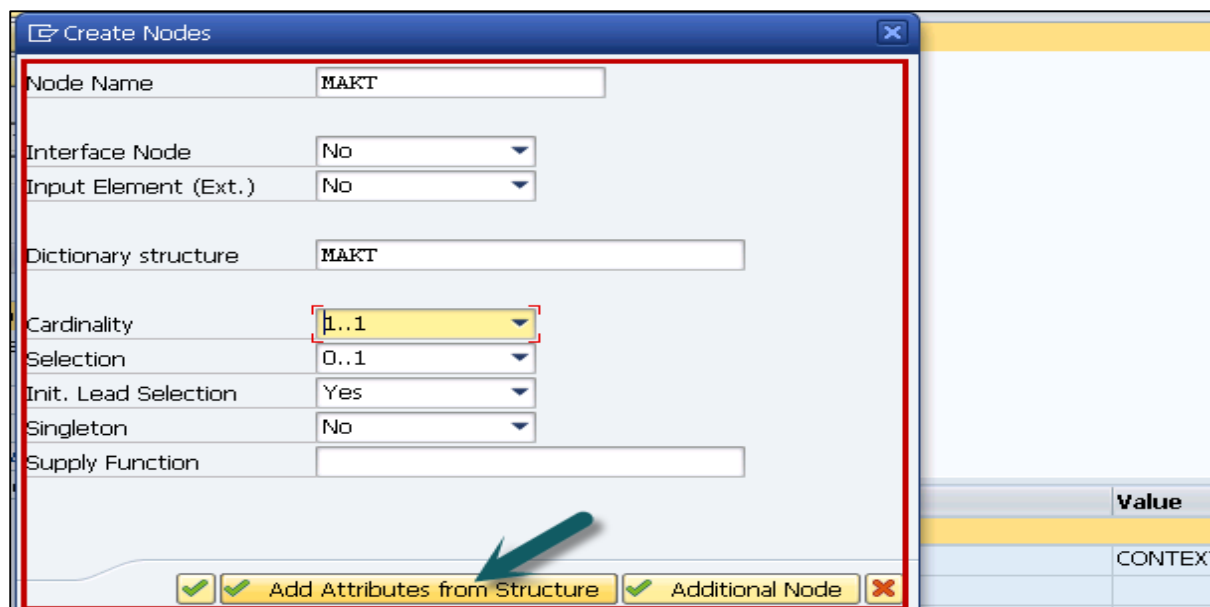 Create Nodes
Node Name MAKT
Interface Node No
Input Element (Ext.) No
Dictionary structure MAKT
Cardinality 1..1
Selection 0..1
Init. Lead Selection Yes
Singleton No
Supply Function
Value
CONTEX
Add Attributes from Structure Additional Node